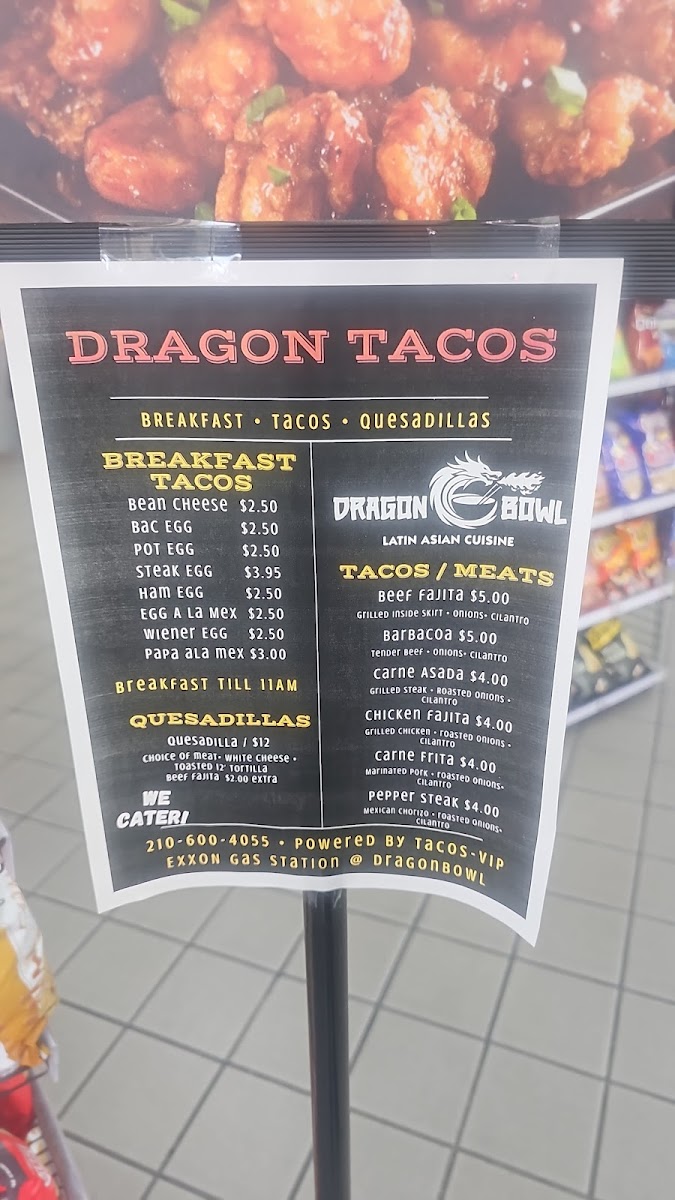 DRAGON TACOS
BREAKFAST • TACOS • QUESADILLAS
BREAKFAST
TACOS
BEAN CHEESE $2.50
BAC EGG $2.50
POT EGG $2.50
STEAK EGG $3.95
HAM EGG $2.50
EGG A LA MEX $2.50
WIENER EGG $2.50
PAPA ALA MEX $3.00
BREAKFAST TILL 11AM
QUESADILLAS
QUESADILLA / $12
CHOICE OF MEAT• WHITE CHEESE •
TOASTED 12' TORTILLA
BEEF FAJITA $2.00 EXTRA
WE
CATER!
DRAGON BOWL
LATIN ASIAN CUISINE
TACOS / MEATS
BEEF FAJITA $5.00
GRILLED INSIDE SKIRT • ONIONS• CILANTRO
BARBACOA $5.00
TENDER BEEF • ONIONS• CILANTRO
CARNE ASADA $4.00
GRILLED STEAK • ROASTED ONIONS •
CILANTRO
CHICKEN FAJITA $4.00
GRILLED CHICKEN • ROASTED ONIONS •
CILANTRO
CARNE FRITA $4.00
MARINATED PORK • ROASTED ONIONS•
CILANTRO
PEPPER STEAK $4.00
MEXICAN CHORIZO • ROASTED ONIONS•
CILANTRO
210-600-4055 • POWERED BY TACOS-VIP
EXXON GAS STATION @ DRAGONBOWL